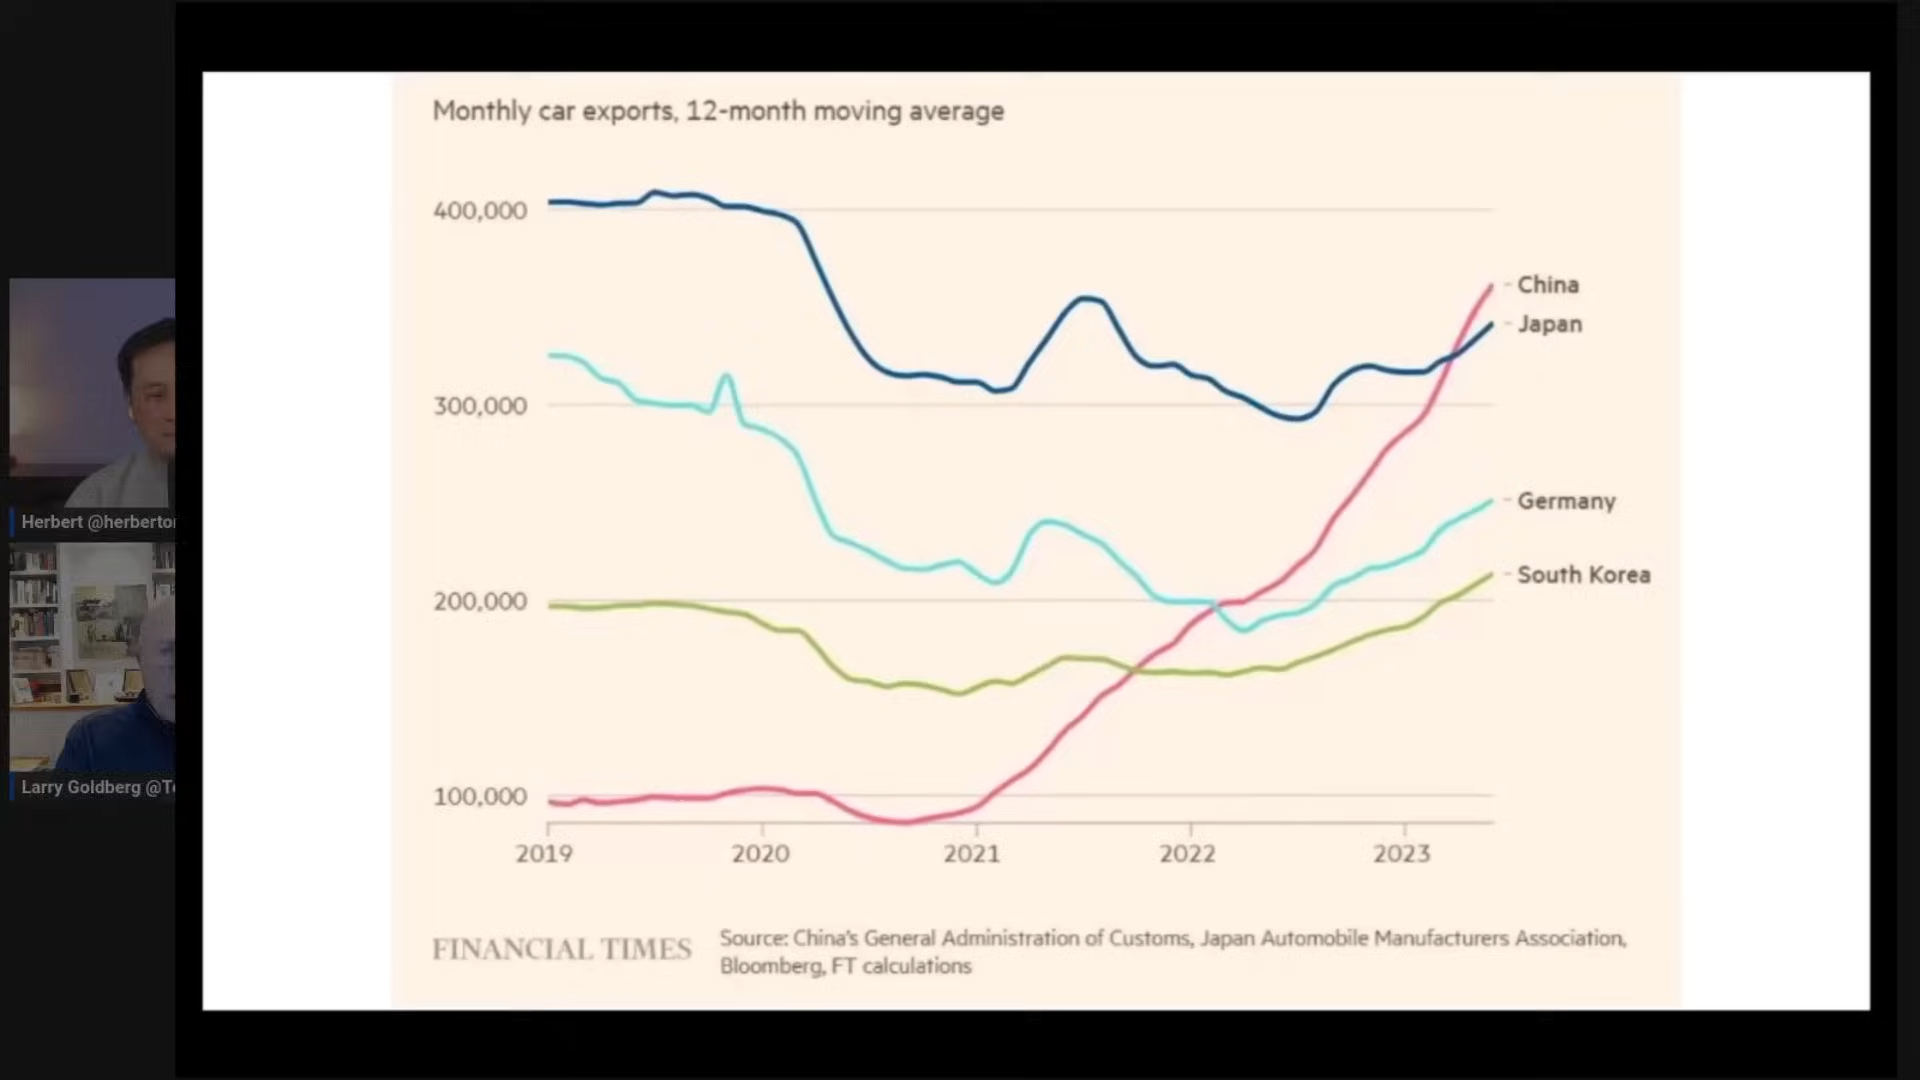 Monthly car exports, 12-month moving average
400,000
300,000
200,000
100,000
China
Japan
Germany
South Korea
2019 2020 2021 2022 2023
FINANCIAL TIMES
Source: China's General Administration of Customs, Japan Automobile Manufacturers Association,
Bloomberg, FT calculations
Herbert
Larry Goldberg